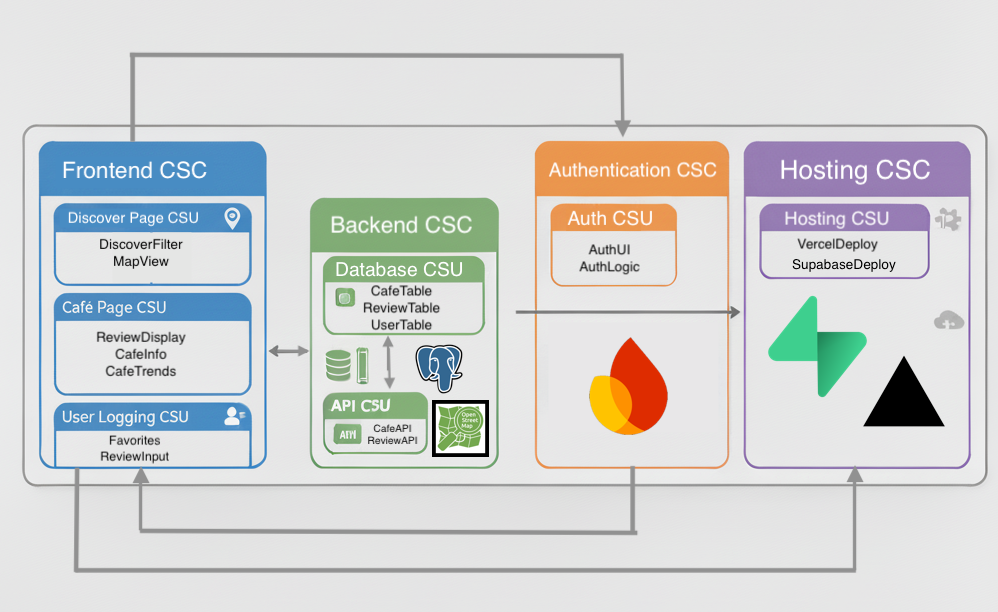 Frontend CSC
Discover Page CSU
DiscoverFilter
MapView
Café Page CSU
ReviewDisplay
CafeInfo
CafeTrends
User Logging CSU
Favorites
ReviewInput
Backend CSC
Database CSU
CafeTable
ReviewTable
UserTable
API CSU
API
CafeAPI
ReviewAPI
Open
Street
Map
Authentication CSC
Auth CSU
AuthUI
AuthLogic
Hosting CSC
Hosting CSU
VercelDeploy
SupabaseDeploy